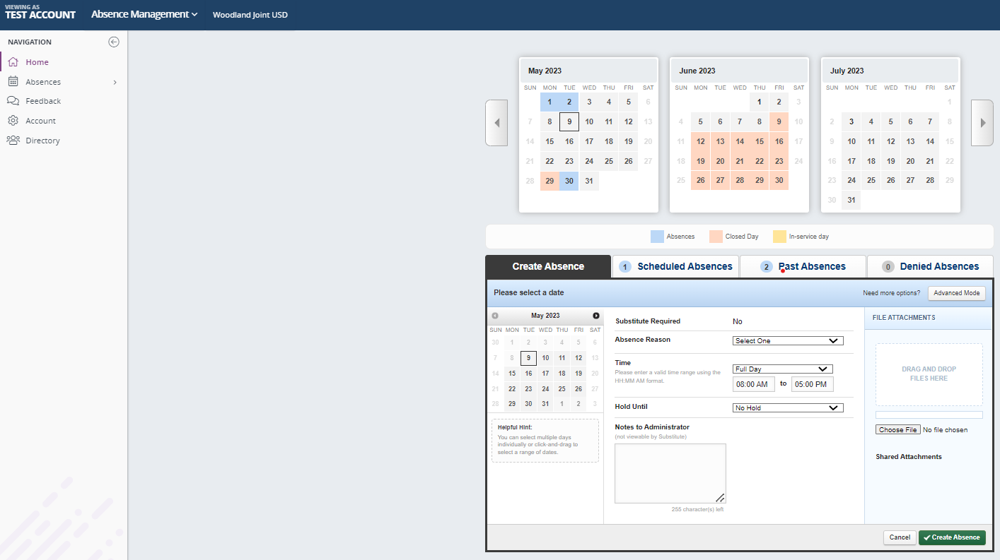 VIEWING AS
TEST ACCOUNT
Absence Management
Woodland Joint USD
NAVIGATION
Home
Absences
Feedback
Account
Directory
May 2023
SUN MON TUE WED THU FRI SAT
1 2 3 4 5 6
7 8 9 10 11 12 13
14 15 16 17 18 19 20
21 22 23 24 25 26 27
28 29 30 31
June 2023
SUN MON TUE WED THU FRI SAT
1 2 3
4 5 6 7 8 9 10
11 12 13 14 15 16 17
18 19 20 21 22 23 24
25 26 27 28 29 30
July 2023
SUN MON TUE WED THU FRI SAT
1
2 3 4 5 6 7 8
9 10 11 12 13 14 15
16 17 18 19 20 21 22
23 24 25 26 27 28 29
30 31
Absences
Closed Day
In-service day
Create Absence
1 Scheduled Absences
2 Past Absences
0 Denied Absences
Please select a date
Need more options?
Advanced Mode
May 2023
SUN MON TUE WED THU FRI SAT
30 1 2 3 4 5 6
7 8 9 10 11 12 13
14 15 16 17 18 19 20
21 22 23 24 25 26 27
28 29 30 31 1 2 3
Helpful Hint:
You can select multiple days
individually or click-and-drag to
select a range of dates.
Substitute Required No
Absence Reason Select One
Time Full Day
Please enter a valid time range using the
HH:MM AM format.
08:00 AM to 05:00 PM
Hold Until No Hold
Notes to Administrator
(not viewable by Substitute)
255 character(s) left
FILE ATTACHMENTS
DRAG AND DROP
FILES HERE
Choose File No file chosen
Shared Attachments
Cancel
Create Absence